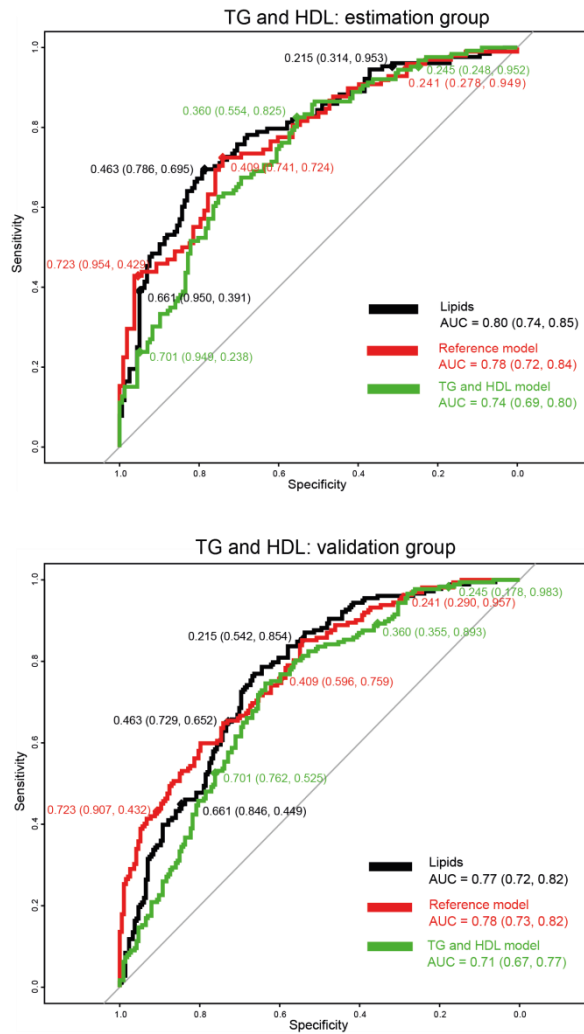 TG and HDL: estimation group
1.0
0.215 (0.314, 0.953)
0.245 (0.248, 0.952)
0.241 (0.278, 0.949)
0.360 (0.554, 0.825)
0.8
0.463 (0.786, 0.695)
0.409 (0.741, 0.724)
0.6
Sensitivity
0.723 (0.954, 0.429)
0.4
0.661 (0.950, 0.391)
Lipids
AUC = 0.80 (0.74, 0.85)
0.701 (0.949, 0.238)
Reference model
AUC = 0.78 (0.72, 0.84)
0.2
TG and HDL model
AUC = 0.74 (0.69, 0.80)
0.0
1.0 0.8 0.6 0.4 0.2 0.0
Specificity
TG and HDL: validation group
1.0
0.245 (0.178, 0.983)
0.241 (0.290, 0.957)
0.215 (0.542, 0.854)
0.360 (0.355, 0.893)
0.8
0.409 (0.596, 0.759)
0.463 (0.729, 0.652)
0.6
Sensitivity
0.701 (0.762, 0.525)
0.723 (0.907, 0.432)
0.661 (0.846, 0.449)
0.4
Lipids
AUC = 0.77 (0.72, 0.82)
Reference model
AUC = 0.78 (0.73, 0.82)
0.2
TG and HDL model
AUC = 0.71 (0.67, 0.77)
0.0
1.0 0.8 0.6 0.4 0.2 0.0
Specificity